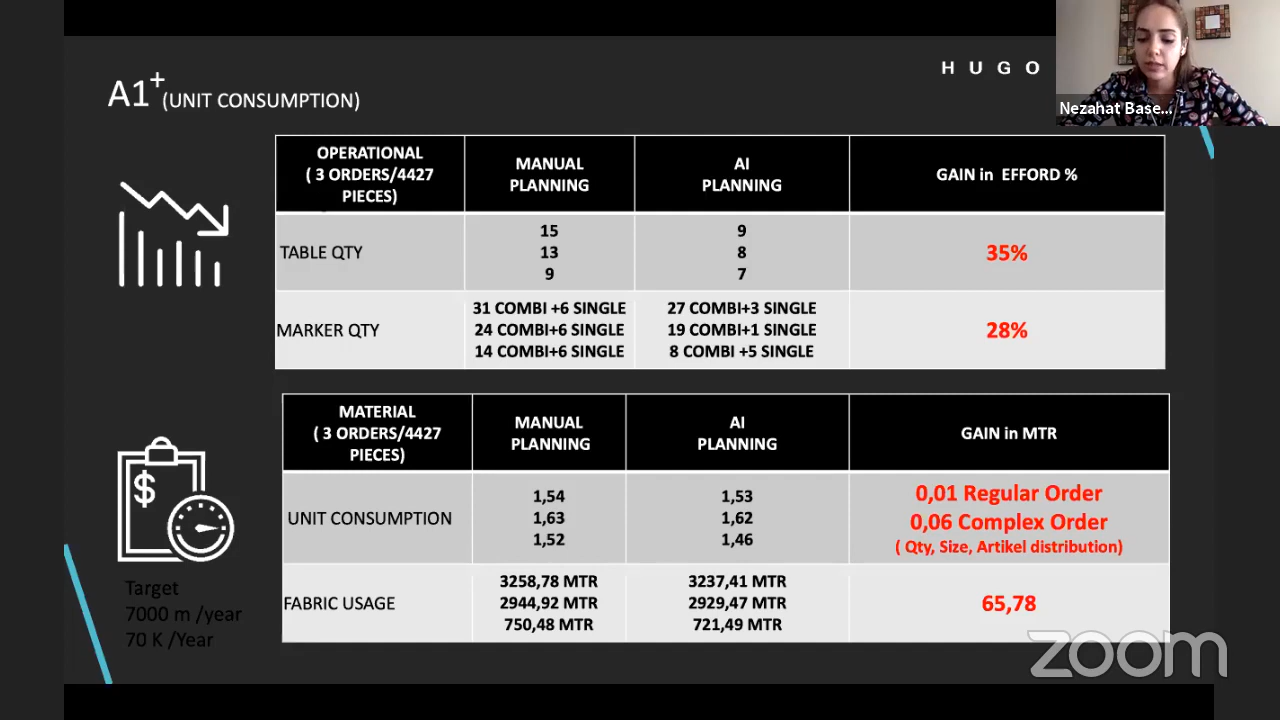 HUGO
Nezahat Base...
A1+ (UNIT CONSUMPTION)
OPERATIONAL
( 3 ORDERS/4427
PIECES)
MANUAL
PLANNING
AI
PLANNING
GAIN in EFFORD %
TABLE QTY
15
13
9
9
8
7
35%
MARKER QTY
31 COMBI +6 SINGLE
24 COMBI+6 SINGLE
14 COMBI+6 SINGLE
27 COMBI+3 SINGLE
19 COMBI+1 SINGLE
8 COMBI +5 SINGLE
28%
MATERIAL
( 3 ORDERS/4427
PIECES)
MANUAL
PLANNING
AI
PLANNING
GAIN in MTR
UNIT CONSUMPTION
1,54
1,63
1,52
1,53
1,62
1,46
0,01 Regular Order
0,06 Complex Order
( Qty, Size, Artikel distribution)
FABRIC USAGE
3258,78 MTR
2944,92 MTR
750,48 MTR
3237,41 MTR
2929,47 MTR
721,49 MTR
65,78
$
Target
7000 m /year
70 K /Year
zoom